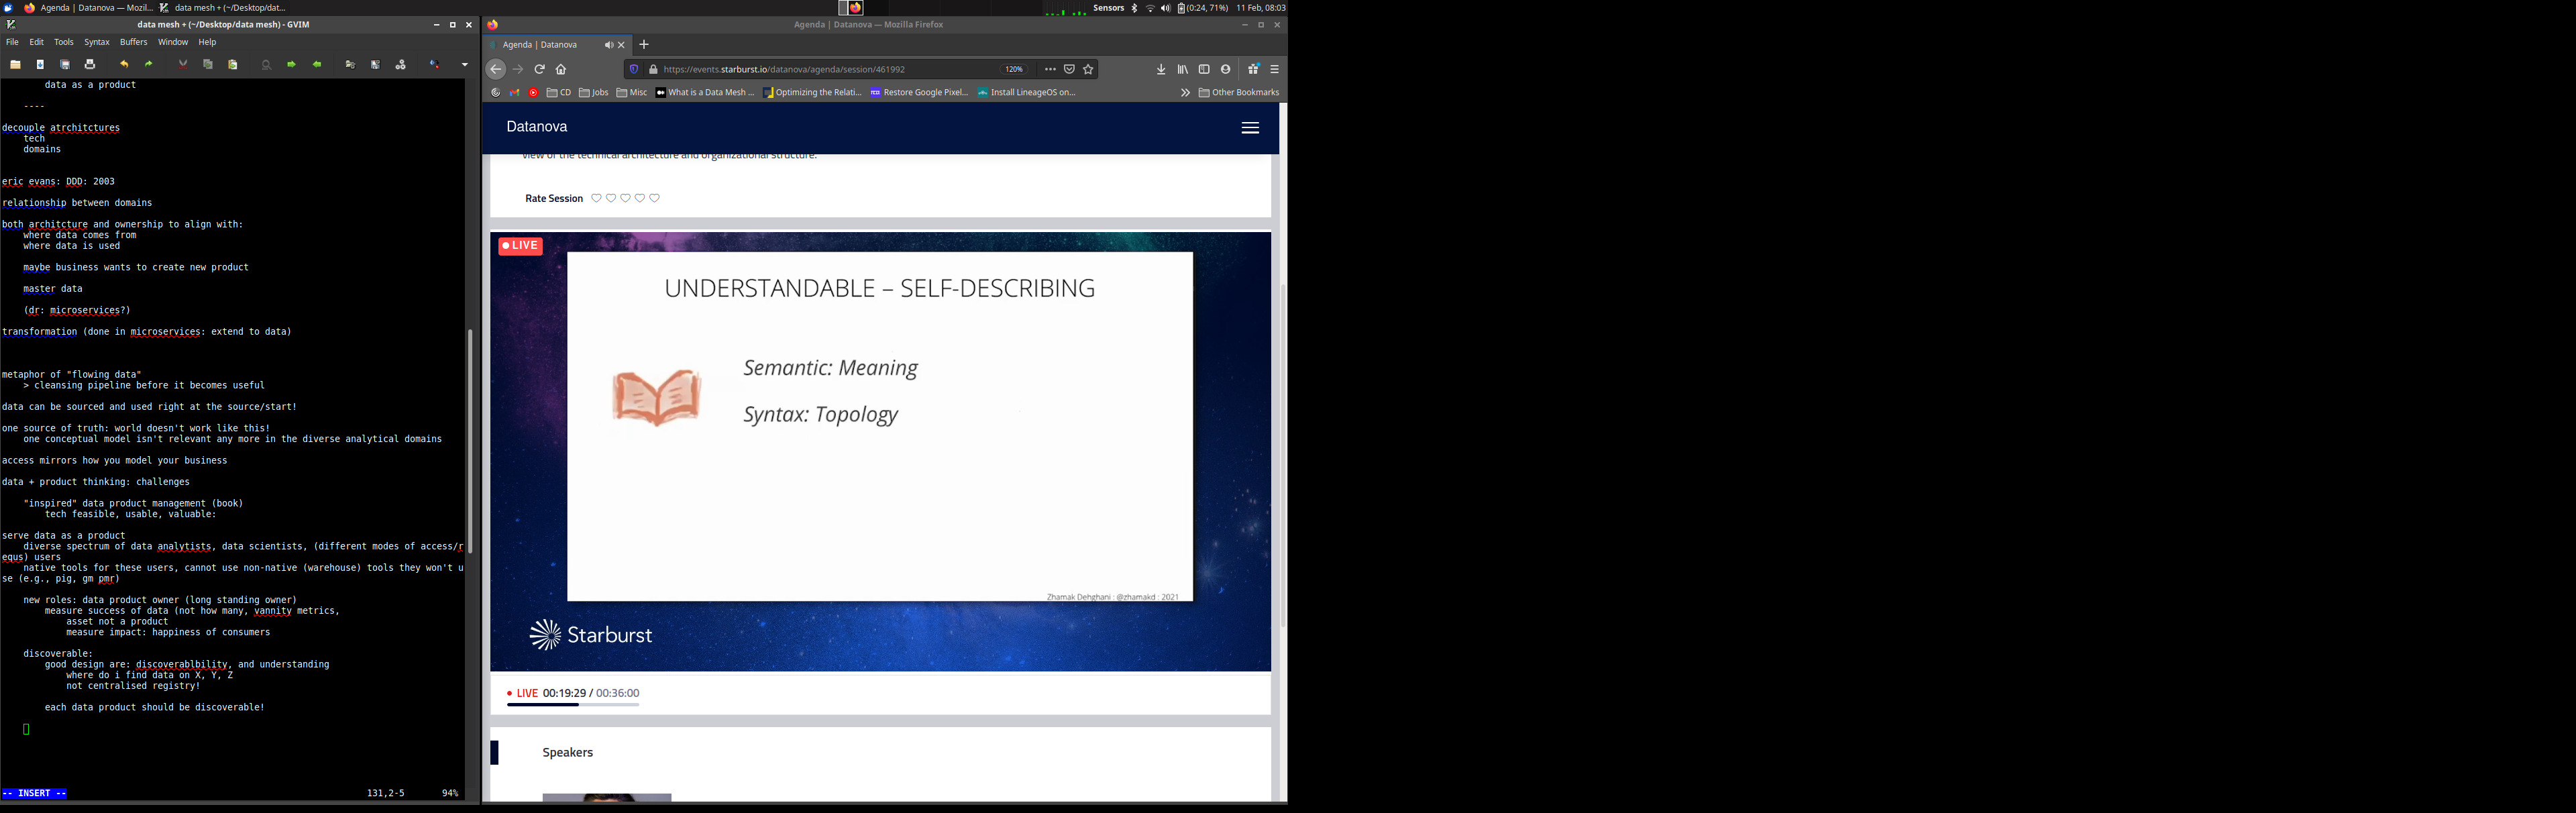 Agenda | Datanova — Mozil...
data mesh + (~/Desktop/dat...
Sensors
(0:24, 71%)
11 Feb, 08:03
data mesh + (~/Desktop/data mesh) - GVIM
File Edit Tools Syntax Buffers Window Help
data as a product
----
decouple atrchitctures
tech
domains
eric evans: DDD: 2003
relationship between domains
both architcture and ownership to align with:
where data comes from
where data is used
maybe business wants to create new product
master data
(dr: microservices?)
transformation (done in microservices: extend to data)
metaphor of "flowing data"
> cleansing pipeline before it becomes useful
data can be sourced and used right at the source/start!
one source of truth: world doesn't work like this!
one conceptual model isn't relevant any more in the diverse analytical domains
access mirrors how you model your business
data + product thinking: challenges
"inspired" data product management (book)
tech feasible, usable, valuable:
serve data as a product
diverse spectrum of data analytists, data scientists, (different modes of access/r
equs) users
native tools for these users, cannot use non-native (warehouse) tools they won't u
se (e.g., pig, gm pmr)
new roles: data product owner (long standing owner)
measure success of data (not how many, vannity metrics,
asset not a product
measure impact: happiness of consumers
discoverable:
good design are: discoverablbility, and understanding
where do i find data on X, Y, Z
not centralised registry!
each data product should be discoverable!
-- INSERT --
131,2-5
94%
Agenda | Datanova — Mozilla Firefox
Agenda | Datanova
https://events.starburst.io/datanova/agenda/session/461992
120%
CD
Jobs
Misc
What is a Data Mesh ...
Optimizing the Relati...
Restore Google Pixel...
Install LineageOS on...
Other Bookmarks
Datanova
view of the technical architecture and organizational structure.
Rate Session
LIVE
UNDERSTANDABLE – SELF-DESCRIBING
Semantic: Meaning
Syntax: Topology
Zhamak Dehghani : @zhamakd : 2021
Starburst
LIVE 00:19:29 / 00:36:00
Speakers